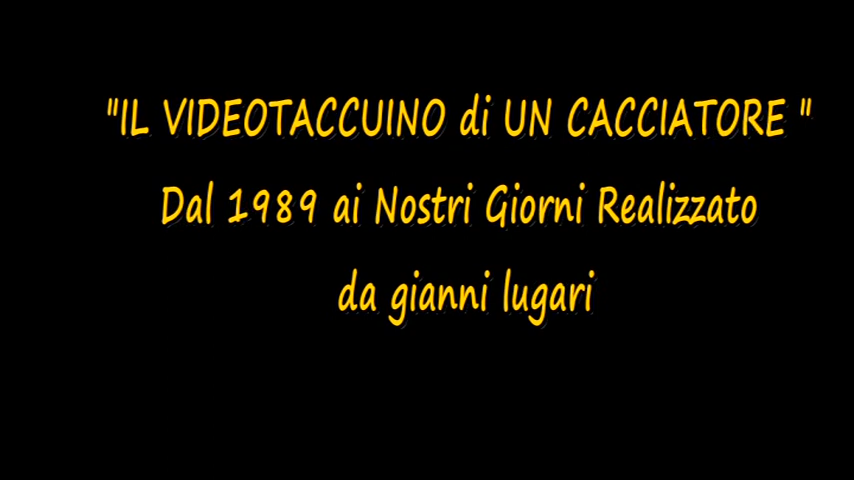 "IL VIDEOTACCUINO di UN CACCIATORE "
Dal 1989 ai Nostri Giorni Realizzato
da gianni lugari